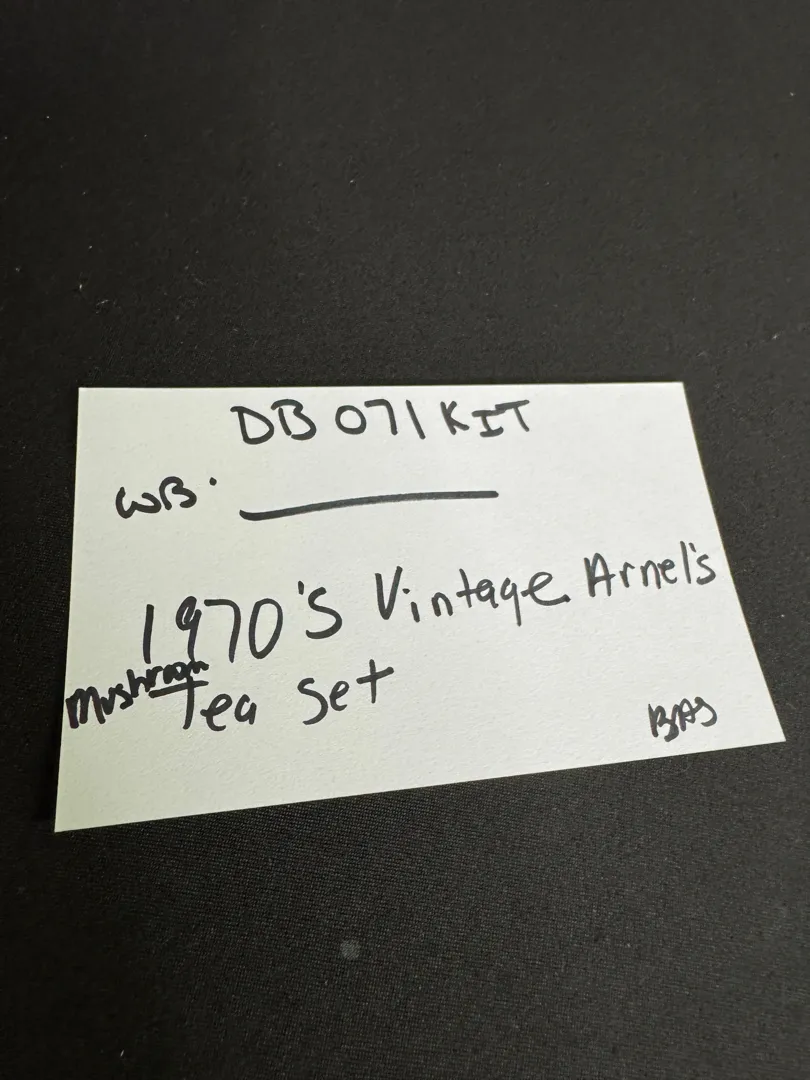 DB 071 KIT
WB.
1970's Vintage Arnel's
Mushroom
Tea Set
BAS